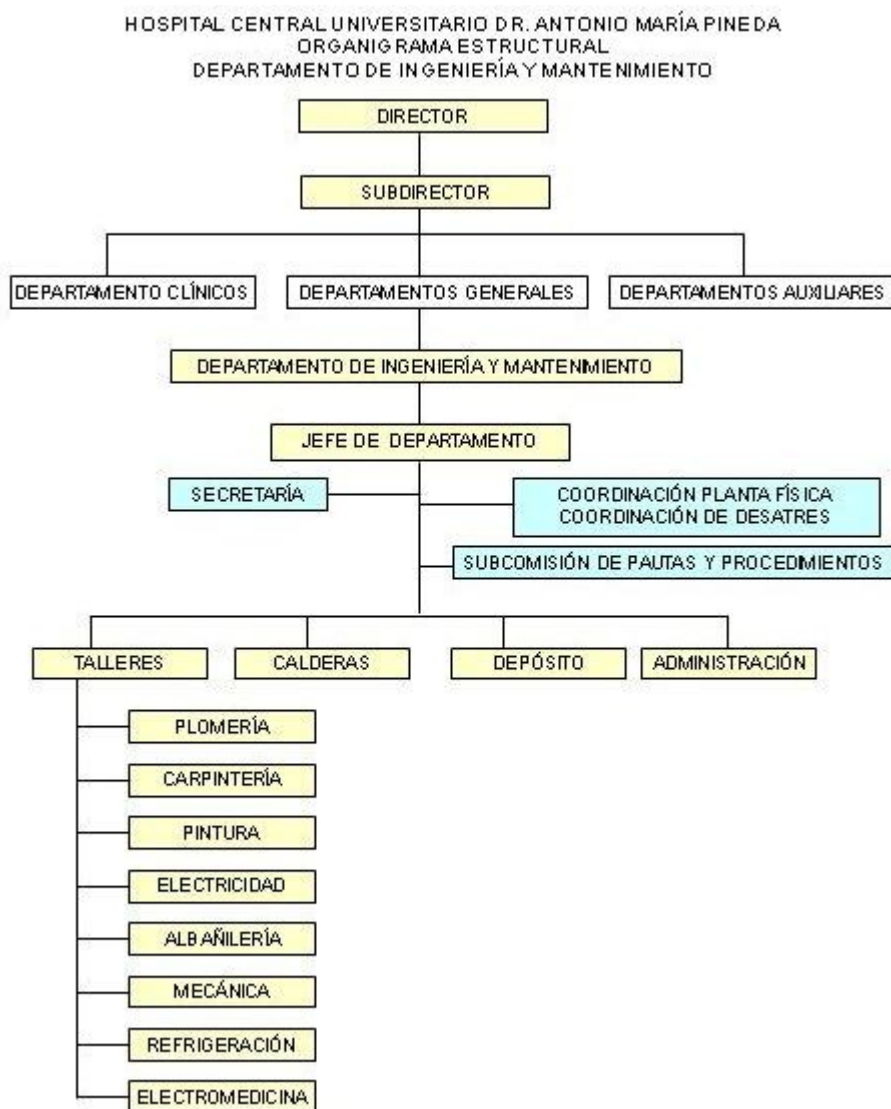 HOSPITAL CENTRAL UNIVERSITARIO DR. ANTONIO MARÍA PINEDA
ORGANIGRAMA ESTRUCTURAL
DEPARTAMENTO DE INGENIERÍA Y MANTENIMIENTO
DIRECTOR
SUBDIRECTOR
DEPARTAMENTO CLÍNICOS
DEPARTAMENTOS GENERALES
DEPARTAMENTOS AUXILIARES
DEPARTAMENTO DE INGENIERÍA Y MANTENIMIENTO
JEFE DE DEPARTAMENTO
SECRETARÍA
COORDINACIÓN PLANTA FÍSICA
COORDINACIÓN DE DESATRES
SUBCOMISIÓN DE PAUTAS Y PROCEDIMIENTOS
TALLERES
CALDERAS
DEPÓSITO
ADMINISTRACIÓN
PLOMERÍA
CARPINTERÍA
PINTURA
ELECTRICIDAD
ALBAÑILERÍA
MECÁNICA
REFRIGERACIÓN
ELECTROMEDICINA